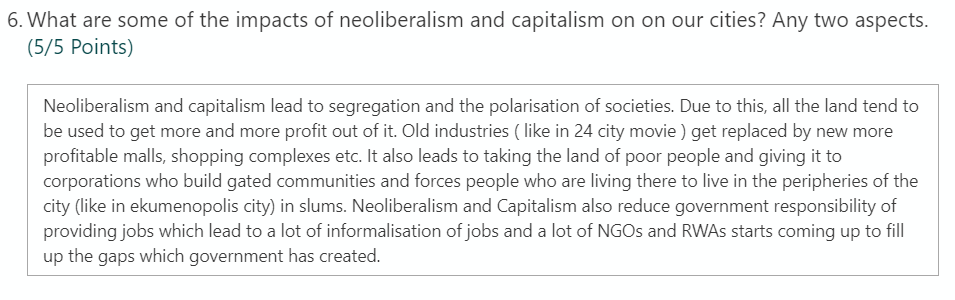 6. What are some of the impacts of neoliberalism and capitalism on on our cities? Any two aspects.
(5/5 Points)
Neoliberalism and capitalism lead to segregation and the polarisation of societies. Due to this, all the land tend to
be used to get more and more profit out of it. Old industries ( like in 24 city movie ) get replaced by new more
profitable malls, shopping complexes etc. It also leads to taking the land of poor people and giving it to
corporations who build gated communities and forces people who are living there to live in the peripheries of the
city (like in ekumenopolis city) in slums. Neoliberalism and Capitalism also reduce government responsibility of
providing jobs which lead to a lot of informalisation of jobs and a lot of NGOs and RWAs starts coming up to fill
up the gaps which government has created.